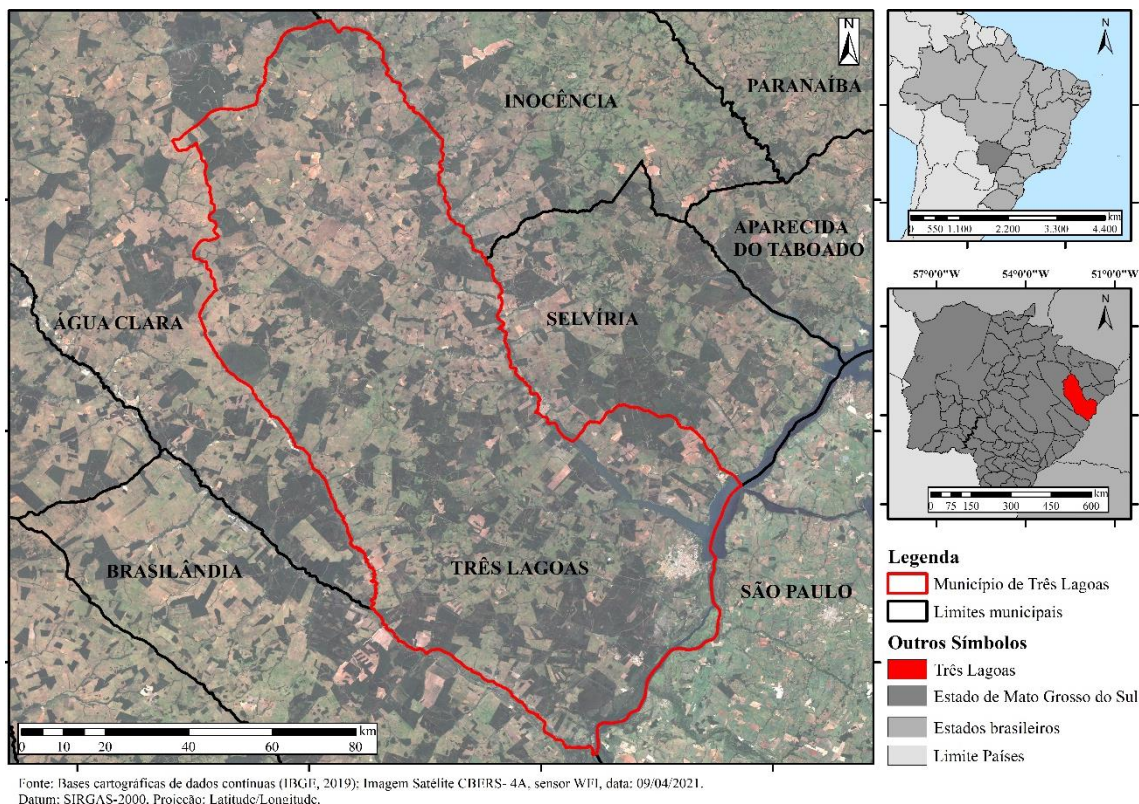 N
INOCÊNCIA
PARANAÍBA
APARECIDA
DO TABOADO
ÁGUA CLARA
SELVÍRIA
BRASILÂNDIA
TRÊS LAGOAS
SÃO PAULO
km
0 5 10 20 40 60 80
N
km
0 550 1.100 2.200 3.300 4.400
57°0'0"W 54°0'0"W 51°0'0"W
N
km
0 75 150 300 450 600
Legenda
Município de Três Lagoas
Limites municipais
Outros Símbolos
Três Lagoas
Estado de Mato Grosso do Sul
Estados brasileiros
Limite Países
Fonte: Bases cartográficas de dados contínuas (IBGE, 2019); Imagem Satélite CBERS- 4A, sensor WFI, data: 09/04/2021.
Datum: SIRGAS-2000. Projeção: Latitude/Longitude.